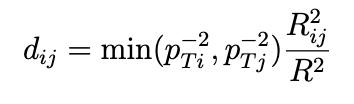 d_{ij} = \min(p_{Ti}^{-2}, p_{Tj}^{-2}) \frac{R_{ij}^2}{R^2}